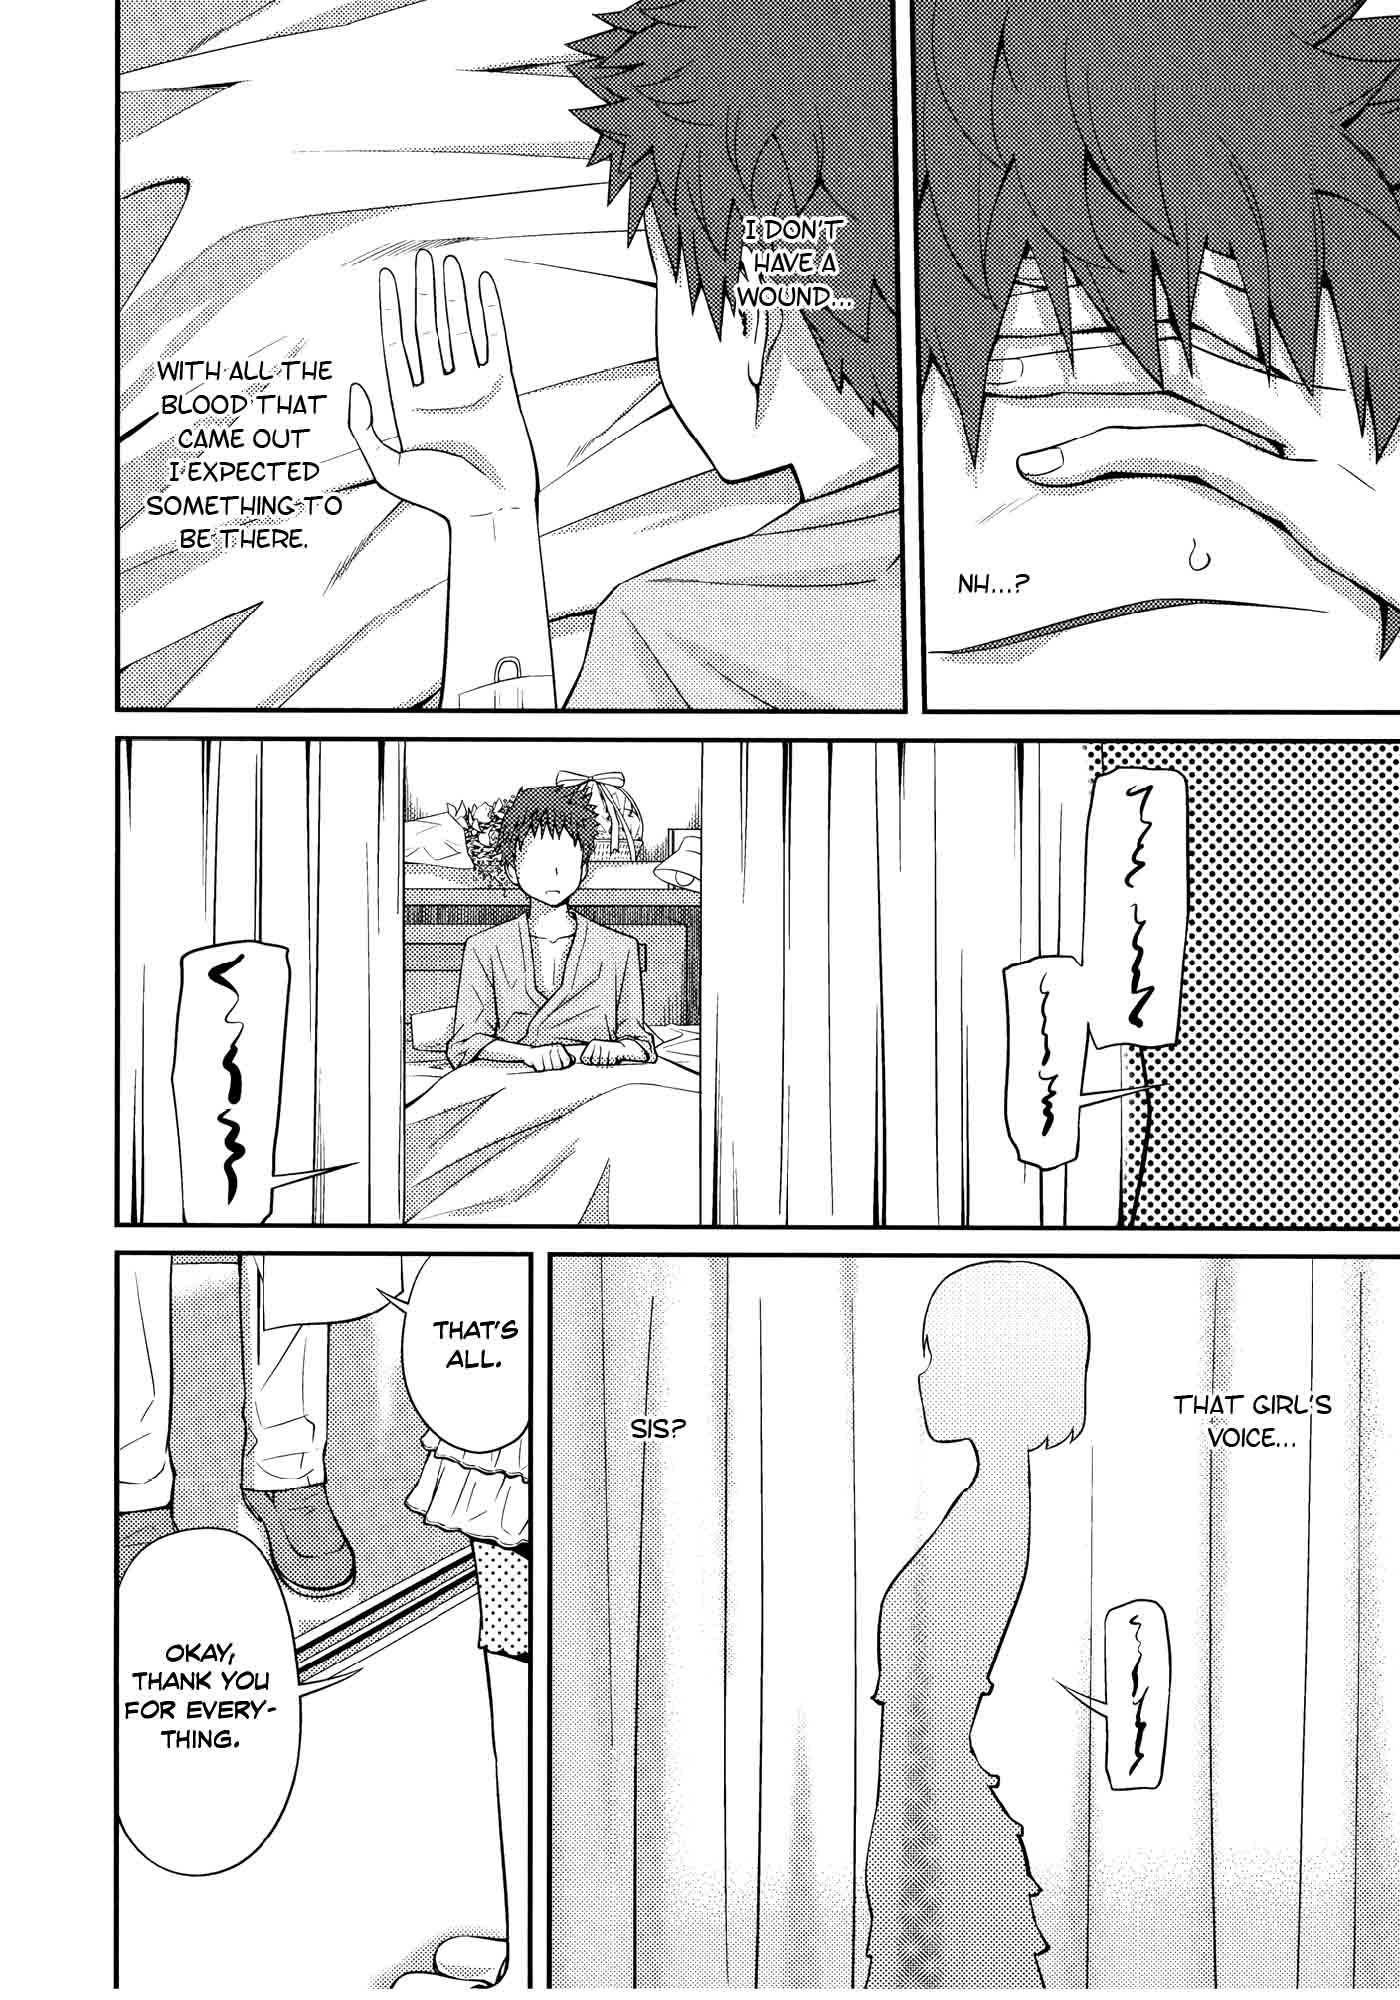 NH...?
I DON'T
HAVE A
WOUND...
WITH ALL THE
BLOOD THAT
CAME OUT
I EXPECTED
SOMETHING TO
BE THERE.
THAT GIRL'S
VOICE...
SIS?
THAT'S
ALL.
OKAY,
THANK YOU
FOR EVERY-
THING.